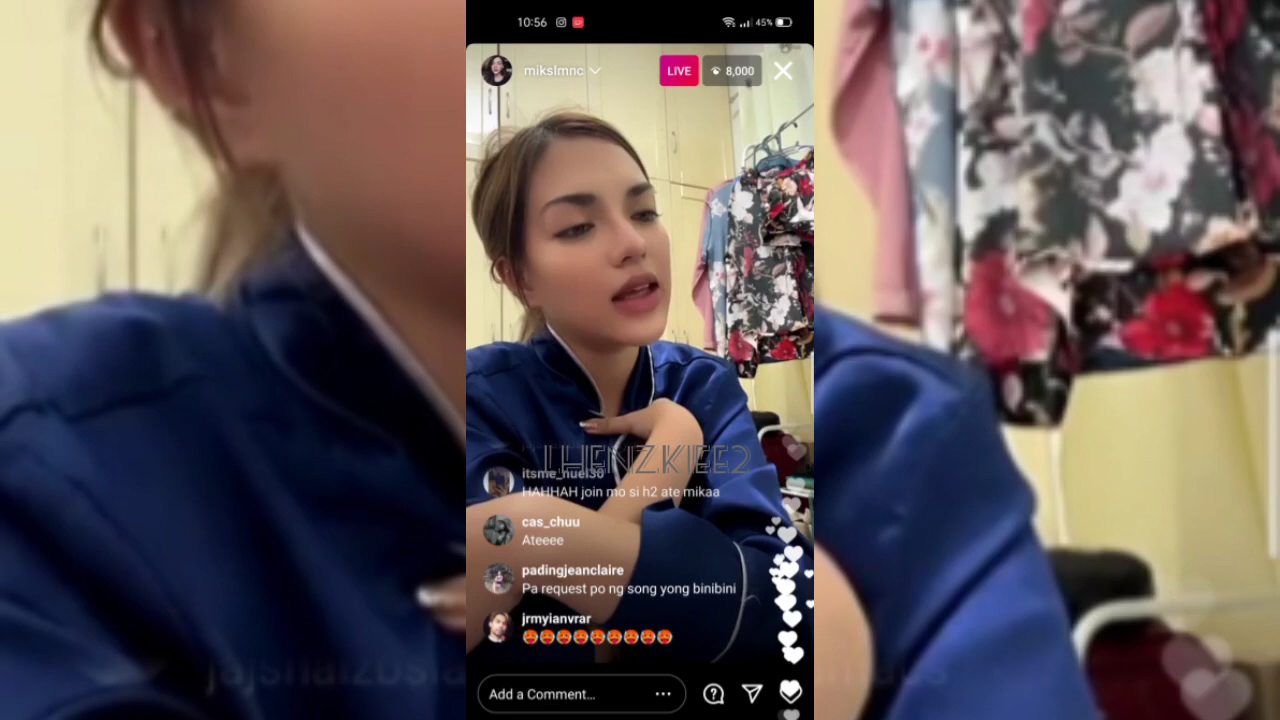 10:56
45%
mikslmnc
LIVE
8,000
itsme_nuel30
HAHHAH join mo si h2 ate mikaa
cas_chuu
Ateeee
padingjeanclaire
Pa request po ng song yong binibini
jrmyianvrar
🥵🥵🥵🥵🥵🥵🥵🥵🥵
Add a Comment...